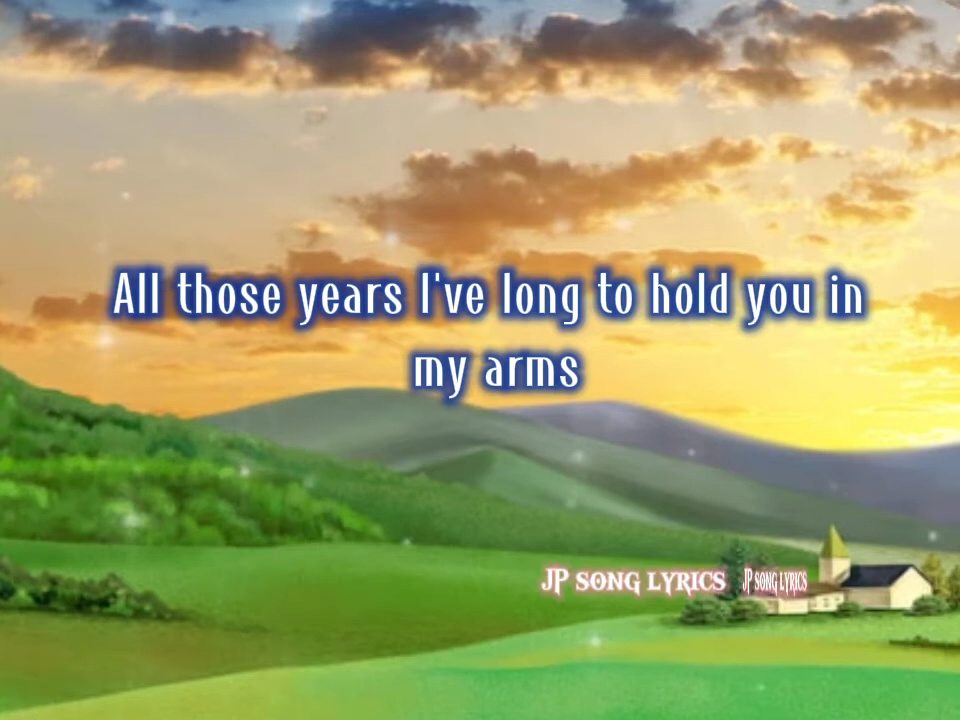 All those years I've long to hold you in
my arms
JP SONG LYRICS JP SONG LYRICS